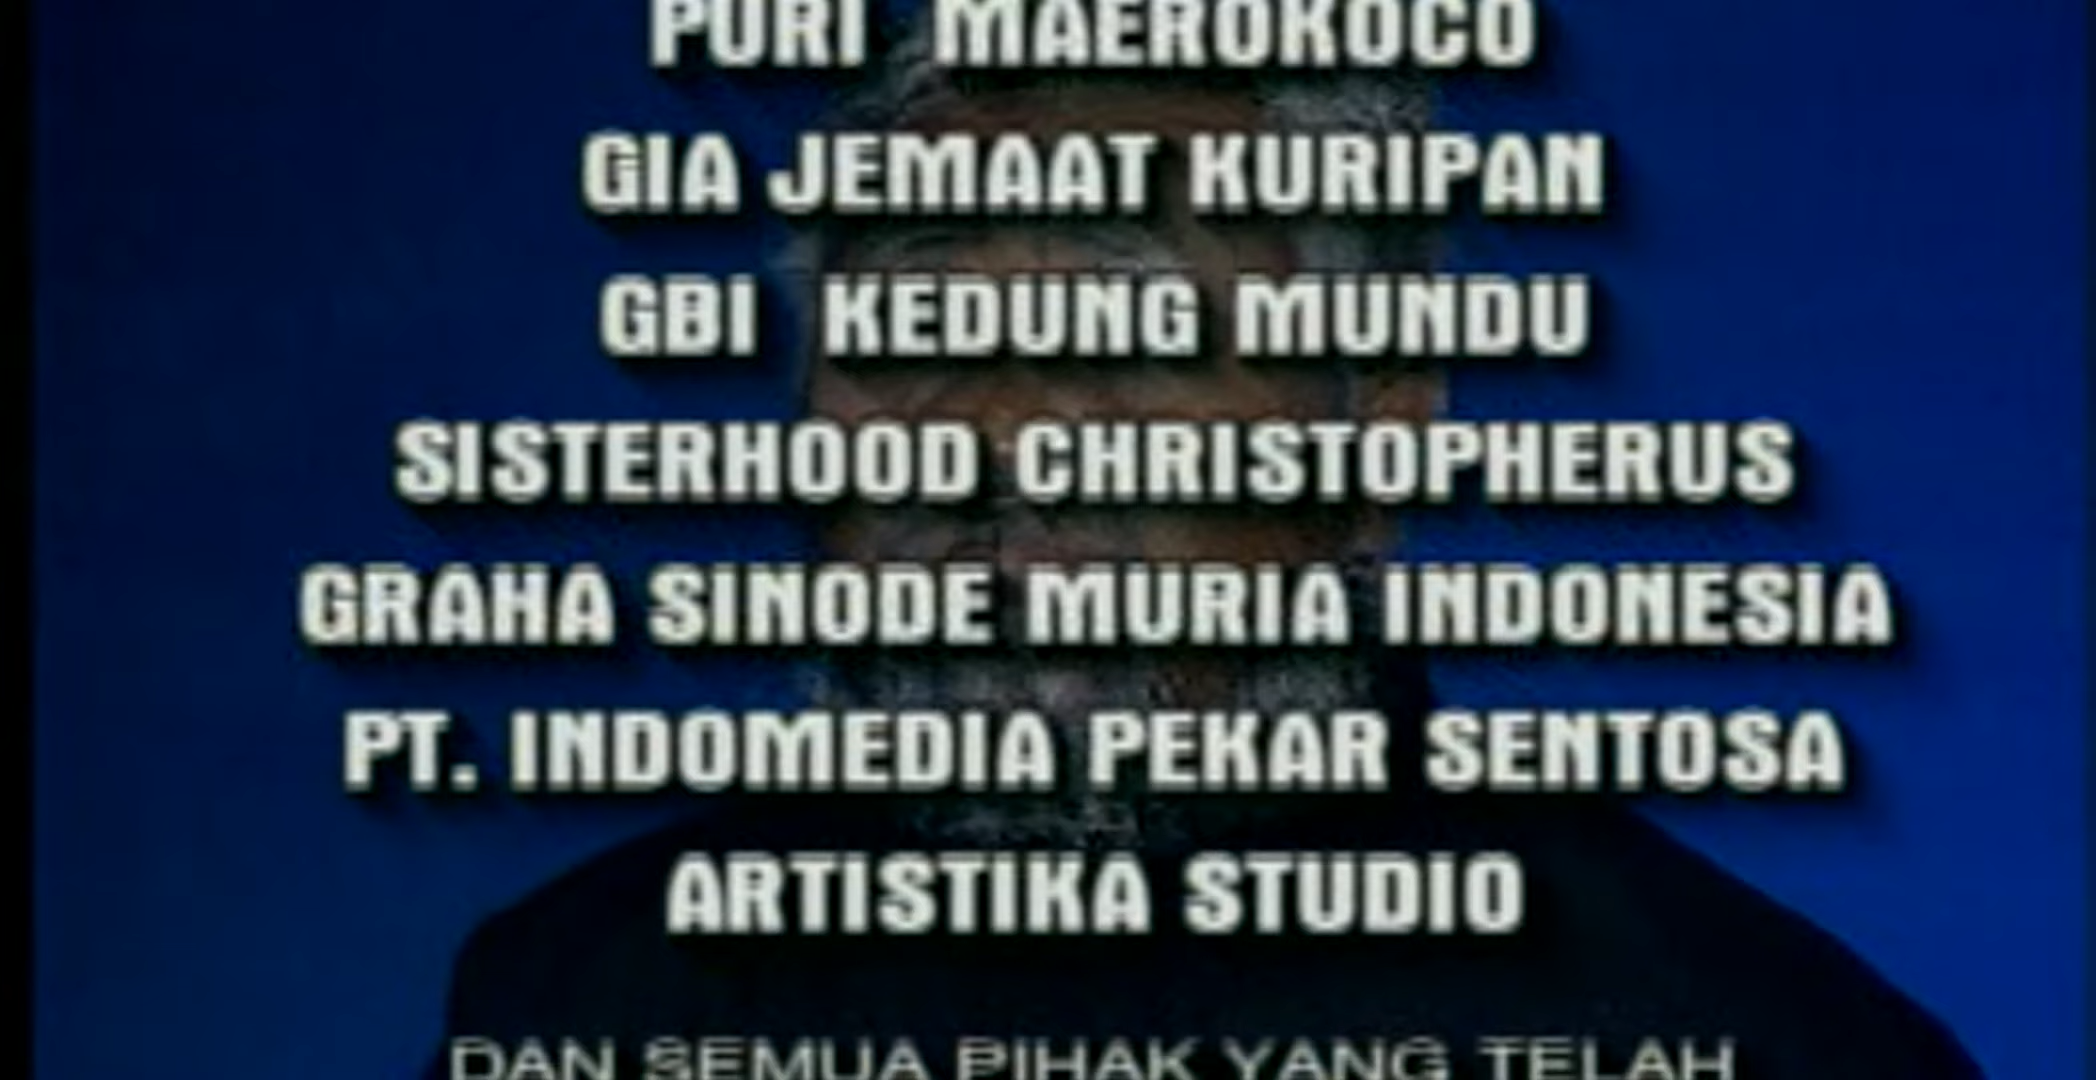 PURI MAEROKOCO
GIA JEMAAT KURIPAN
GBI KEDUNG MUNDU
SISTERHOOD CHRISTOPHERUS
GRAHA SINODE MURIA INDONESIA
PT. INDOMEDIA PEKAR SENTOSA
ARTISTIKA STUDIO
DAN SEMUA PIHAK YANG TELAH